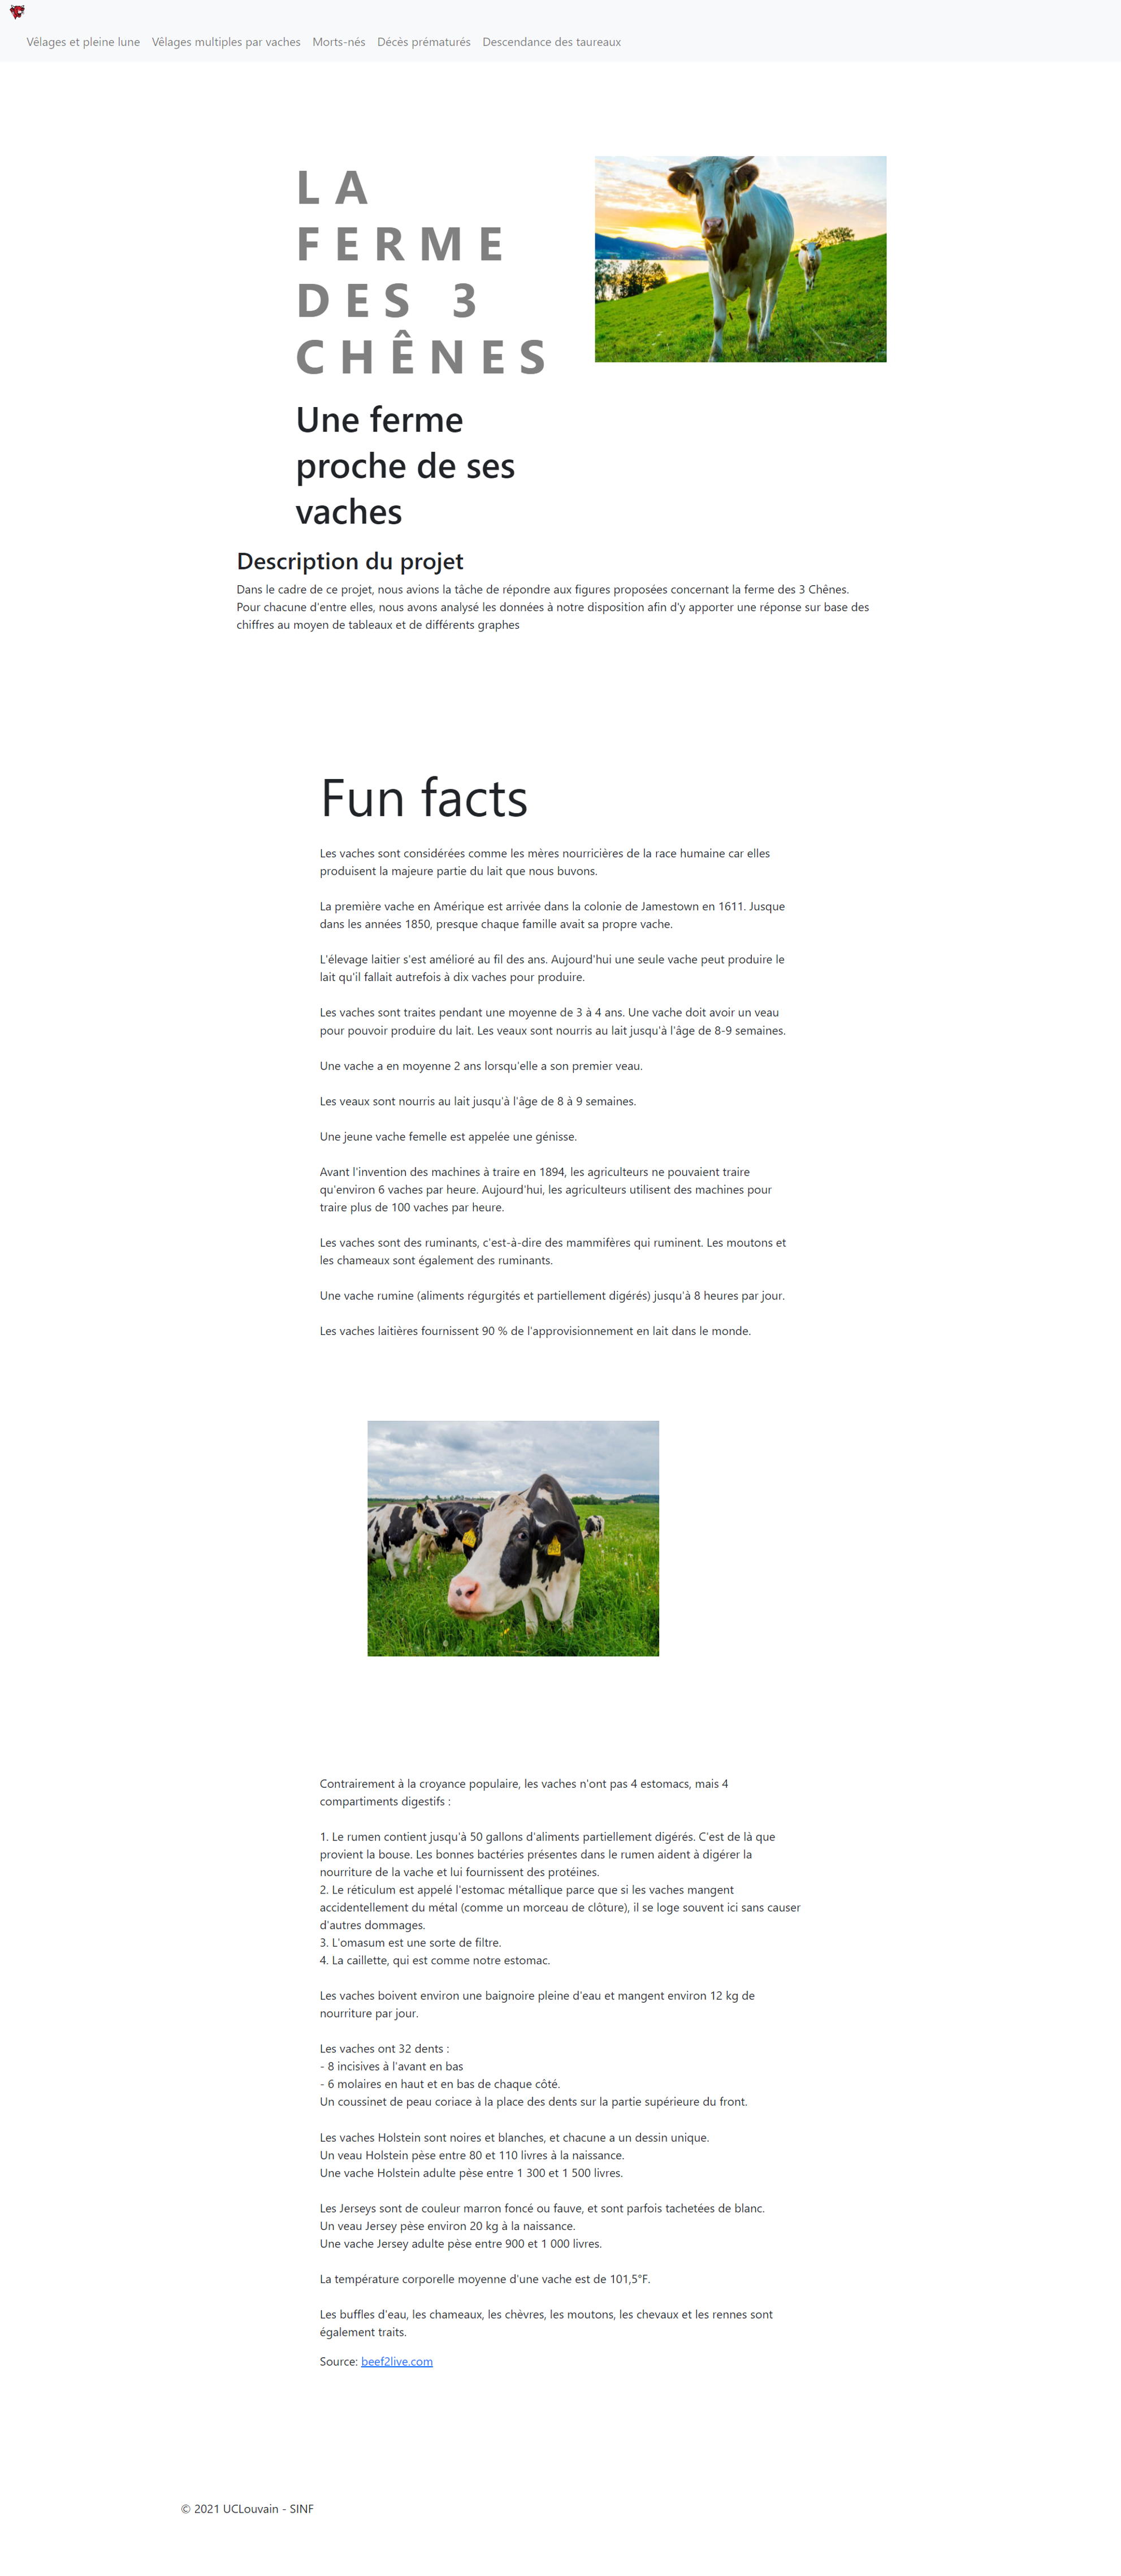 Vêlages et pleine lune Vêlages multiples par vaches Morts-nés Décès prématurés Descendance des taureaux
LA
FERME
DES 3
CHÊNES
Une ferme
proche de ses
vaches
Description du projet
Dans le cadre de ce projet, nous avions la tâche de répondre aux figures proposées concernant la ferme des 3 Chênes.
Pour chacune d'entre elles, nous avons analysé les données à notre disposition afin d'y apporter une réponse sur base des
chiffres au moyen de tableaux et de différents graphes
Fun facts
Les vaches sont considérées comme les mères nourricières de la race humaine car elles
produisent la majeure partie du lait que nous buvons.
La première vache en Amérique est arrivée dans la colonie de Jamestown en 1611. Jusque
dans les années 1850, presque chaque famille avait sa propre vache.
L'élevage laitier s'est amélioré au fil des ans. Aujourd'hui une seule vache peut produire le
lait qu'il fallait autrefois à dix vaches pour produire.
Les vaches sont traites pendant une moyenne de 3 à 4 ans. Une vache doit avoir un veau
pour pouvoir produire du lait. Les veaux sont nourris au lait jusqu'à l'âge de 8-9 semaines.
Une vache a en moyenne 2 ans lorsqu'elle a son premier veau.
Les veaux sont nourris au lait jusqu'à l'âge de 8 à 9 semaines.
Une jeune vache femelle est appelée une génisse.
Avant l'invention des machines à traire en 1894, les agriculteurs ne pouvaient traire
qu'environ 6 vaches par heure. Aujourd'hui, les agriculteurs utilisent des machines pour
traire plus de 100 vaches par heure.
Les vaches sont des ruminants, c'est-à-dire des mammifères qui ruminent. Les moutons et
les chameaux sont également des ruminants.
Une vache rumine (aliments régurgités et partiellement digérés) jusqu'à 8 heures par jour.
Les vaches laitières fournissent 90 % de l'approvisionnement en lait dans le monde.
Contrairement à la croyance populaire, les vaches n'ont pas 4 estomacs, mais 4
compartiments digestifs :
1. Le rumen contient jusqu'à 50 gallons d'aliments partiellement digérés. C'est de là que
provient la bouse. Les bonnes bactéries présentes dans le rumen aident à digérer la
nourriture de la vache et lui fournissent des protéines.
2. Le réticulum est appelé l'estomac métallique parce que si les vaches mangent
accidentellement du métal (comme un morceau de clôture), il se loge souvent ici sans causer
d'autres dommages.
3. L'omasum est une sorte de filtre.
4. La caillette, qui est comme notre estomac.
Les vaches boivent environ une baignoire pleine d'eau et mangent environ 12 kg de
nourriture par jour.
Les vaches ont 32 dents :
- 8 incisives à l'avant en bas
- 6 molaires en haut et en bas de chaque côté.
Un coussinet de peau coriace à la place des dents sur la partie supérieure du front.
Les vaches Holstein sont noires et blanches, et chacune a un dessin unique.
Un veau Holstein pèse entre 80 et 110 livres à la naissance.
Une vache Holstein adulte pèse entre 1 300 et 1 500 livres.
Les Jerseys sont de couleur marron foncé ou fauve, et sont parfois tachetées de blanc.
Un veau Jersey pèse environ 20 kg à la naissance.
Une vache Jersey adulte pèse entre 900 et 1 000 livres.
La température corporelle moyenne d'une vache est de 101,5°F.
Les buffles d'eau, les chameaux, les chèvres, les moutons, les chevaux et les rennes sont
également traits.
Source: beef2live.com
© 2021 UCLouvain - SINF